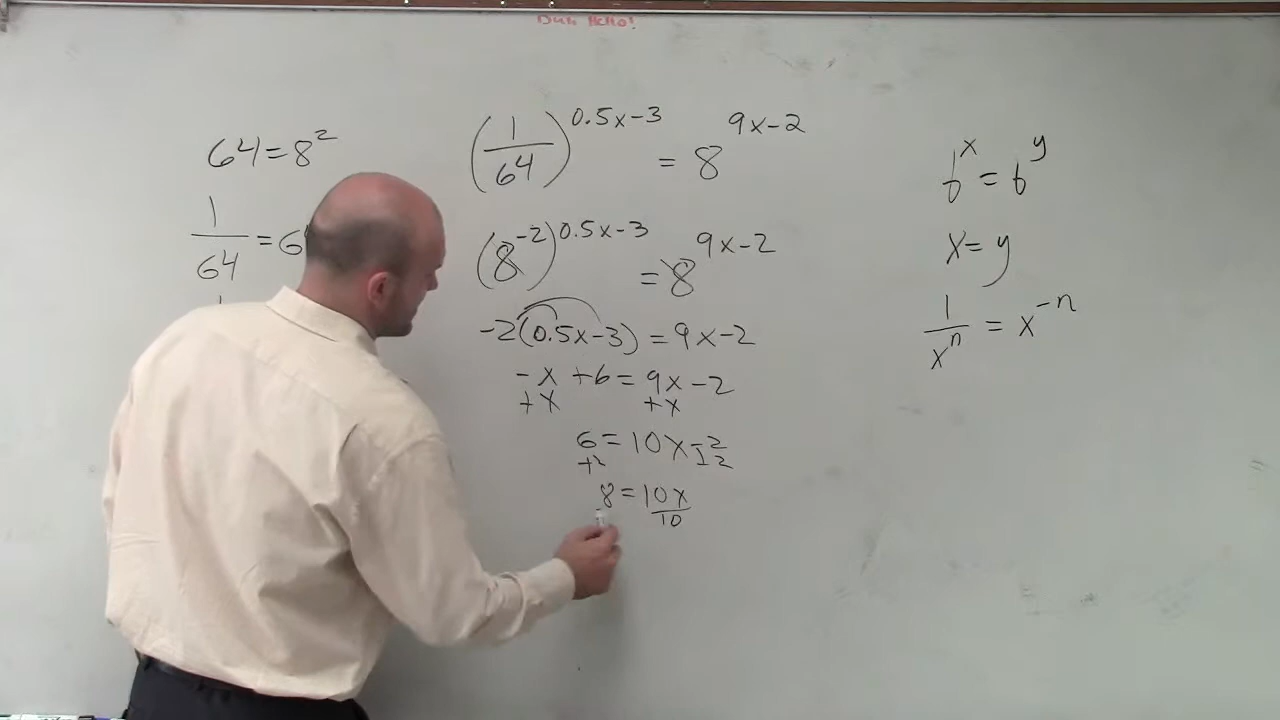 Duh Hello!
64 = 8²
1/64 = 6
(1/64)^(0.5x-3) = 8^(9x-2)
(8^(-2))^(0.5x-3) = 8^(9x-2)
-2(0.5x-3) = 9x-2
-x +6 = 9x-2
+x +x
6 = 10x-2
+2 +2
8 = 10x
10
b^x = b^y
x = y
1/x^n = x^(-n)